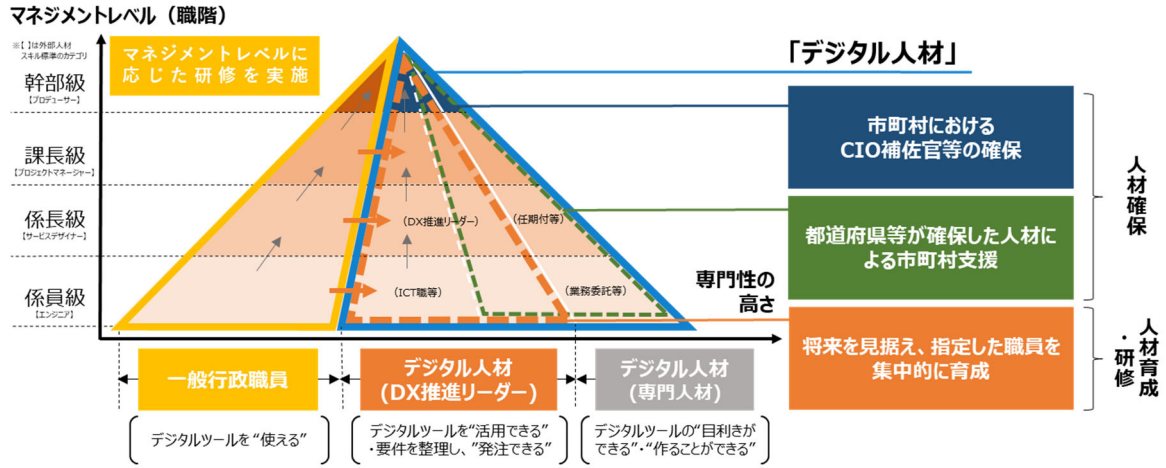 マネジメントレベル（職階）
※【 】は外部人材
スキル標準のカテゴリ
幹部級
【プロデューサー】
課長級
【プロジェクトマネージャー】
係長級
【サービスデザイナー】
係員級
【エンジニア】
マネジメントレベルに
応じた研修を実施
（DX推進リーダー）
（任期付等）
（ICT職等）
（業務委託等）
専門性の
高さ
一般行政職員
デジタル人材
(DX推進リーダー)
デジタル人材
(専門人材)
デジタルツールを“使える”
デジタルツールを“活用できる”
・要件を整理し、”発注できる”
デジタルツールの“目利きが
できる”・“作ることができる”
「デジタル人材」
市町村における
CIO補佐官等の確保
都道府県等が確保した人材に
よる市町村支援
将来を見据え、指定した職員を
集中的に育成
人材確保
人材育成
・研修